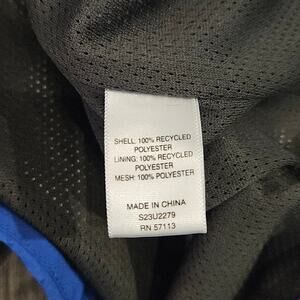 SHELL: 100% RECYCLED
POLYESTER
LINING: 100% RECYCLED
POLYESTER
MESH: 100% POLYESTER
MADE IN CHINA
S23U2279
RN 57113